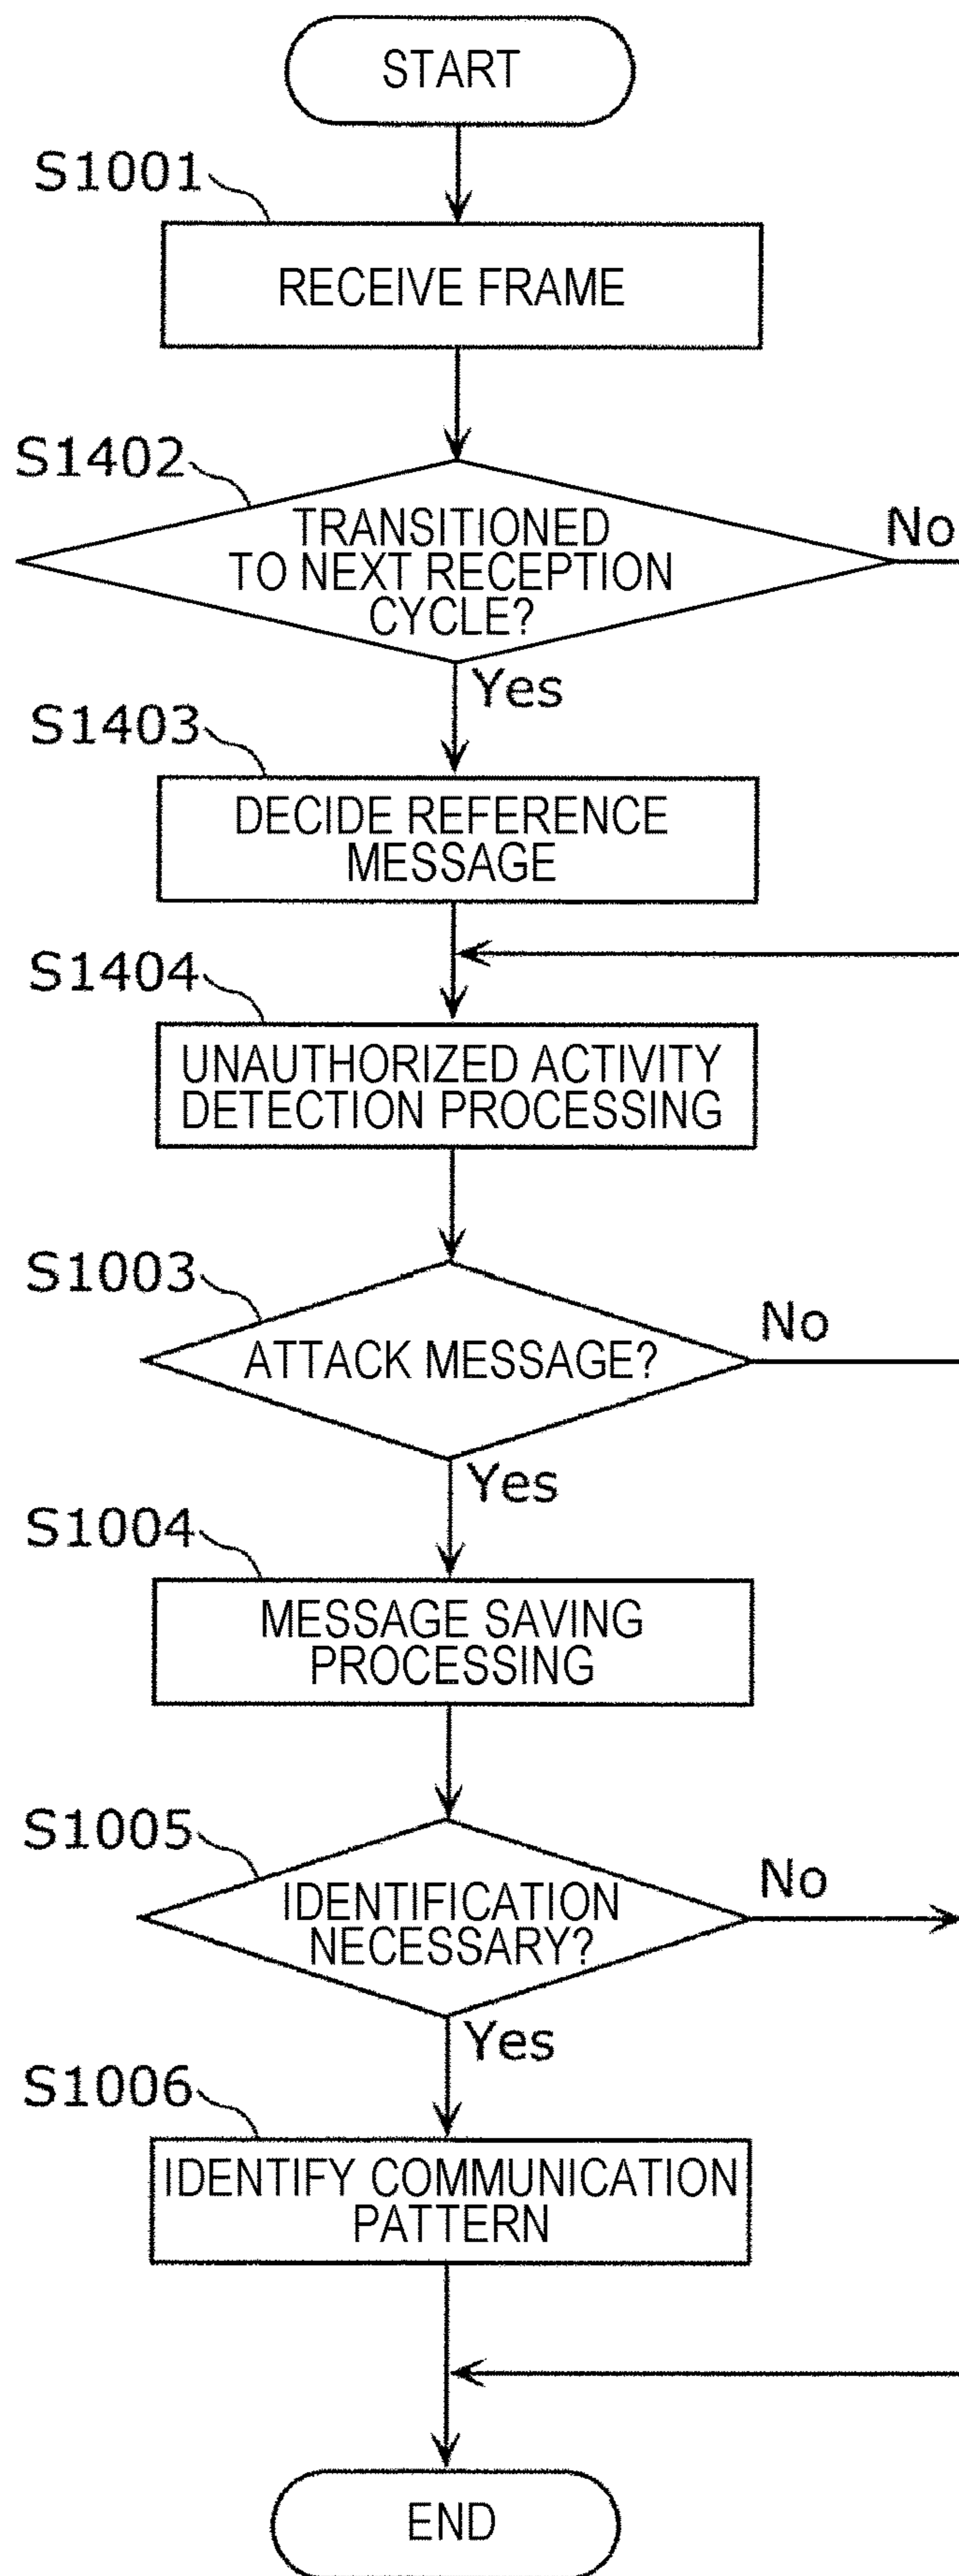 START
S1001
RECEIVE FRAME
S1402
TRANSITIONED
TO NEXT RECEPTION
CYCLE?
No
Yes
S1403
DECIDE REFERENCE
MESSAGE
S1404
UNAUTHORIZED ACTIVITY
DETECTION PROCESSING
S1003
ATTACK MESSAGE?
No
Yes
S1004
MESSAGE SAVING
PROCESSING
S1005
IDENTIFICATION
NECESSARY?
No
Yes
S1006
IDENTIFY COMMUNICATION
PATTERN
END